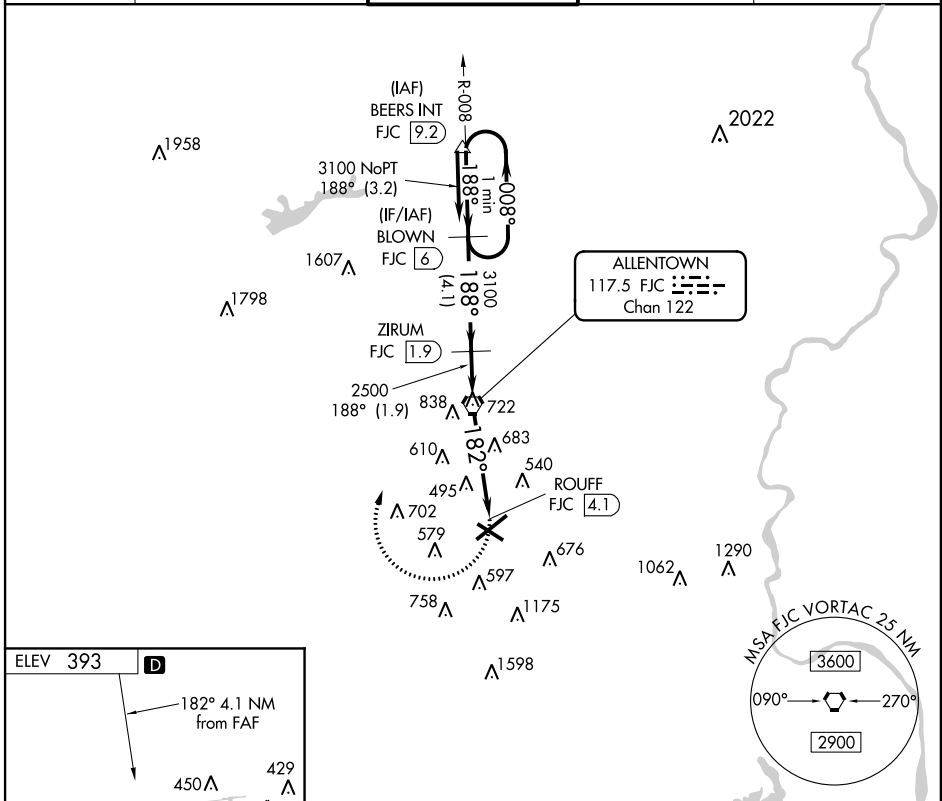 (IAF)
BEERS INT
FJC 9.2
R-008
2022
1958
3100 NoPT
188° (3.2)
188°
1 min
008°
(IF/IAF)
BLOWN
FJC 6
1607
3100
188°
(4.1)
ALLENTOWN
117.5 FJC
Chan 122
1798
ZIRUM
FJC 1.9
2500
188° (1.9)
838
722
182°
683
610
540
495
ROUFF
FJC 4.1
702
579
676
1290
1062
597
758
1175
1598
MSA FJC VORTAC 25 NM
3600
090°
270°
2900
ELEV 393
D
182° 4.1 NM
from FAF
450
429